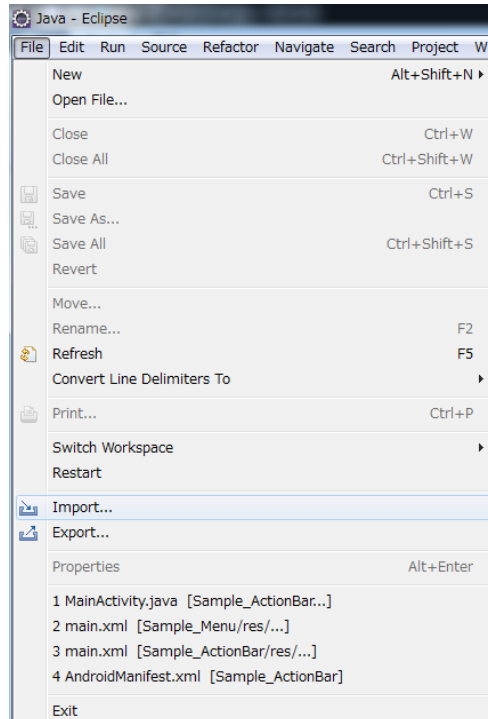 Java - Eclipse
File Edit Run Source Refactor Navigate Search Project W
New Alt+Shift+N
Open File...
Close Ctrl+W
Close All Ctrl+Shift+W
Save Ctrl+S
Save As...
Save All Ctrl+Shift+S
Revert
Move...
Rename... F2
Refresh F5
Convert Line Delimiters To
Print... Ctrl+P
Switch Workspace
Restart
Import...
Export...
Properties Alt+Enter
1 MainActivity.java [Sample_ActionBar...]
2 main.xml [Sample_Menu/res/...]
3 main.xml [Sample_ActionBar/res/...]
4 AndroidManifest.xml [Sample_ActionBar]
Exit